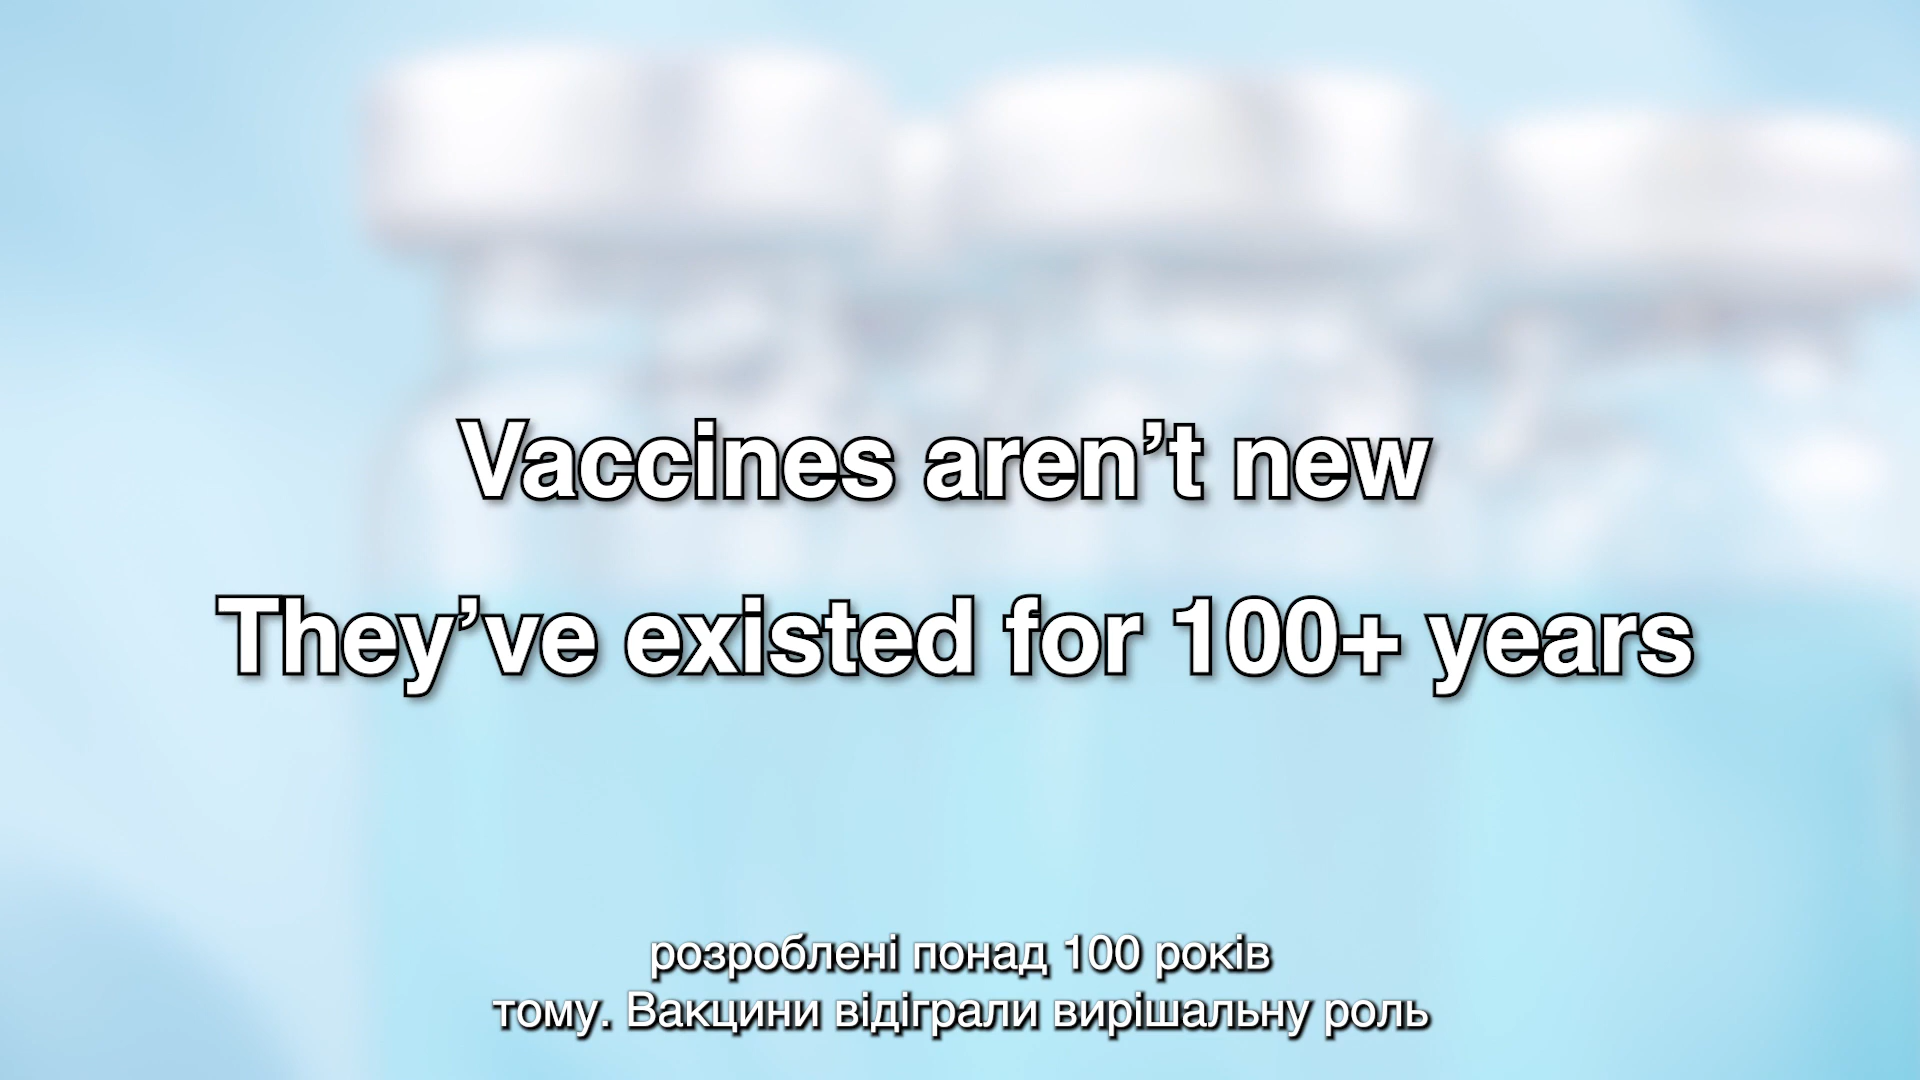 Vaccines aren’t new
They’ve existed for 100+ years
розроблені понад 100 років
тому. Вакцини відіграли вирішальну роль